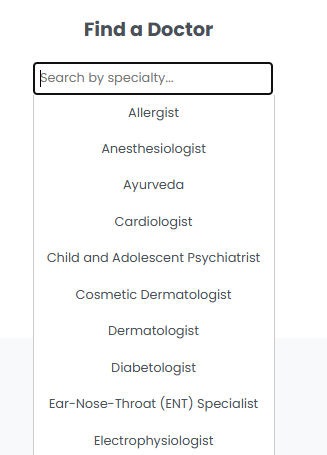 Find a Doctor
Search by specialty...
Allergist
Anesthesiologist
Ayurveda
Cardiologist
Child and Adolescent Psychiatrist
Cosmetic Dermatologist
Dermatologist
Diabetologist
Ear-Nose-Throat (ENT) Specialist
Electrophysiologist